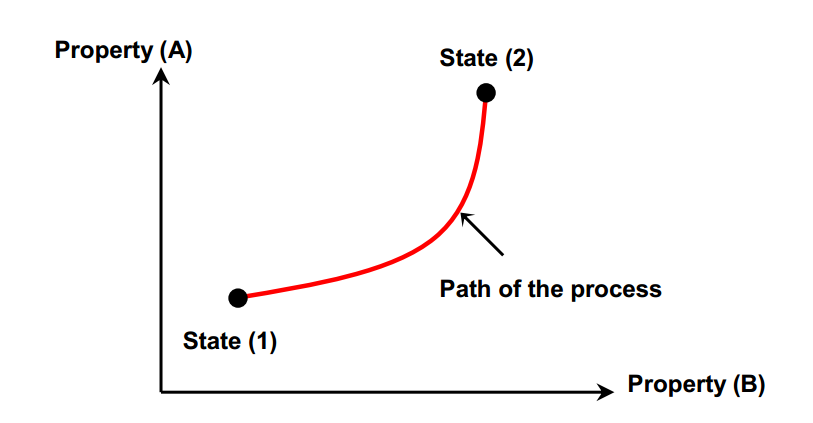 Property (A)
State (2)
Path of the process
State (1)
Property (B)